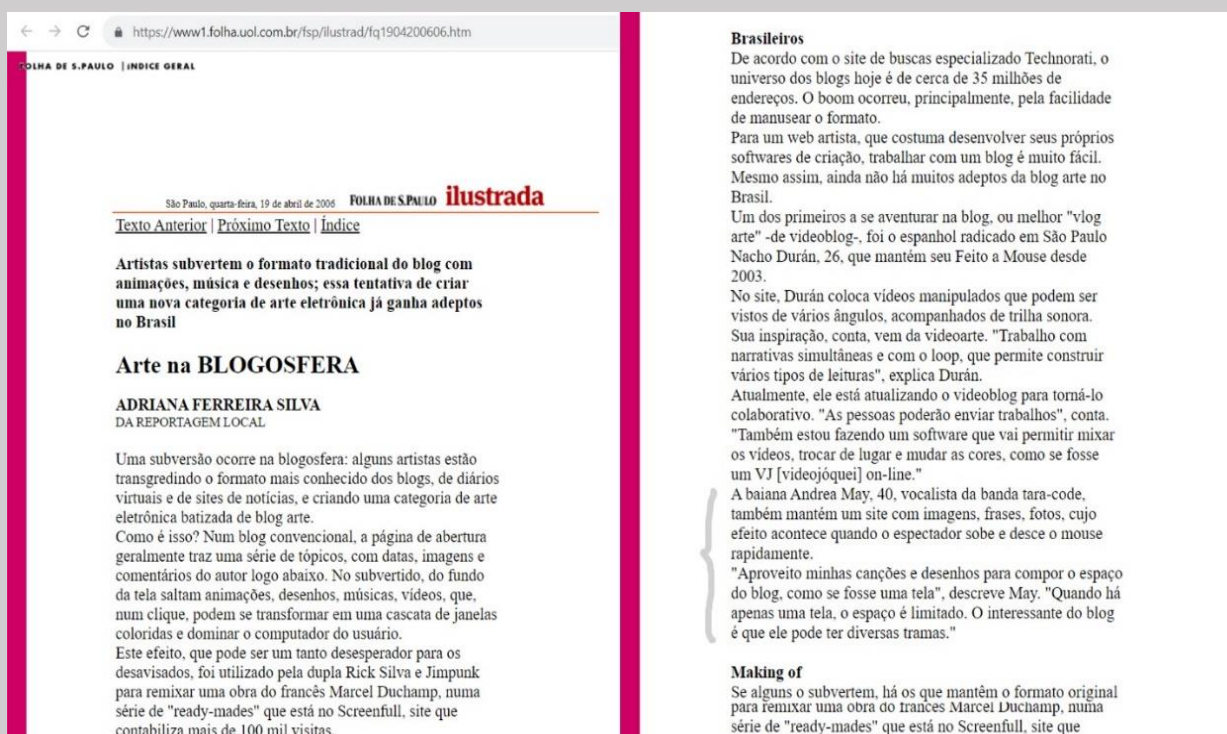 https://www1.folha.uol.com.br/fsp/ilustrad/fq1904200606.htm
OLHA DE S.PAULO | ÍNDICE GERAL
São Paulo, quarta-feira, 19 de abril de 2006 FOLHA DE S.PAULO ilustrada
Texto Anterior | Próximo Texto | Índice
Artistas subvertem o formato tradicional do blog com
animações, música e desenhos; essa tentativa de criar
uma nova categoria de arte eletrônica já ganha adeptos
no Brasil
Arte na BLOGOSFERA
ADRIANA FERREIRA SILVA
DA REPORTAGEM LOCAL
Uma subversão ocorre na blogosfera: alguns artistas estão
transgredindo o formato mais conhecido dos blogs, de diários
virtuais e de sites de notícias, e criando uma categoria de arte
eletrônica batizada de blog arte.
Como é isso? Num blog convencional, a página de abertura
geralmente traz uma série de tópicos, com datas, imagens e
comentários do autor logo abaixo. No subvertido, do fundo
da tela saltam animações, desenhos, músicas, vídeos, que,
num clique, podem se transformar em uma cascata de janelas
coloridas e dominar o computador do usuário.
Este efeito, que pode ser um tanto desesperador para os
desavisados, foi utilizado pela dupla Rick Silva e Jimpunk
para remixar uma obra do francês Marcel Duchamp, numa
série de "ready-mades" que está no Screenfull, site que
contabiliza mais de 100 mil visitas.
Brasileiros
De acordo com o site de buscas especializado Technorati, o
universo dos blogs hoje é de cerca de 35 milhões de
endereços. O boom ocorreu, principalmente, pela facilidade
de manusear o formato.
Para um web artista, que costuma desenvolver seus próprios
softwares de criação, trabalhar com um blog é muito fácil.
Mesmo assim, ainda não há muitos adeptos da blog arte no
Brasil.
Um dos primeiros a se aventurar na blog, ou melhor "vlog
arte" -de videoblog-, foi o espanhol radicado em São Paulo
Nacho Durán, 26, que mantém seu Feito a Mouse desde
2003.
No site, Durán coloca vídeos manipulados que podem ser
vistos de vários ângulos, acompanhados de trilha sonora.
Sua inspiração, conta, vem da videoarte. "Trabalho com
narrativas simultâneas e com o loop, que permite construir
vários tipos de leituras", explica Durán.
Atualmente, ele está atualizando o videoblog para torná-lo
colaborativo. "As pessoas poderão enviar trabalhos", conta.
"Também estou fazendo um software que vai permitir mixar
os vídeos, trocar de lugar e mudar as cores, como se fosse
um VJ [videojóquei] on-line."
A baiana Andrea May, 40, vocalista da banda tara-code,
também mantém um site com imagens, frases, fotos, cujo
efeito acontece quando o espectador sobe e desce o mouse
rapidamente.
"Aproveito minhas canções e desenhos para compor o espaço
do blog, como se fosse uma tela", descreve May. "Quando há
apenas uma tela, o espaço é limitado. O interessante do blog
é que ele pode ter diversas tramas."
Making of
Se alguns o subvertem, há os que mantêm o formato original
para remixar uma obra do francês Marcel Duchamp, numa
série de "ready-mades" que está no Screenfull, site que